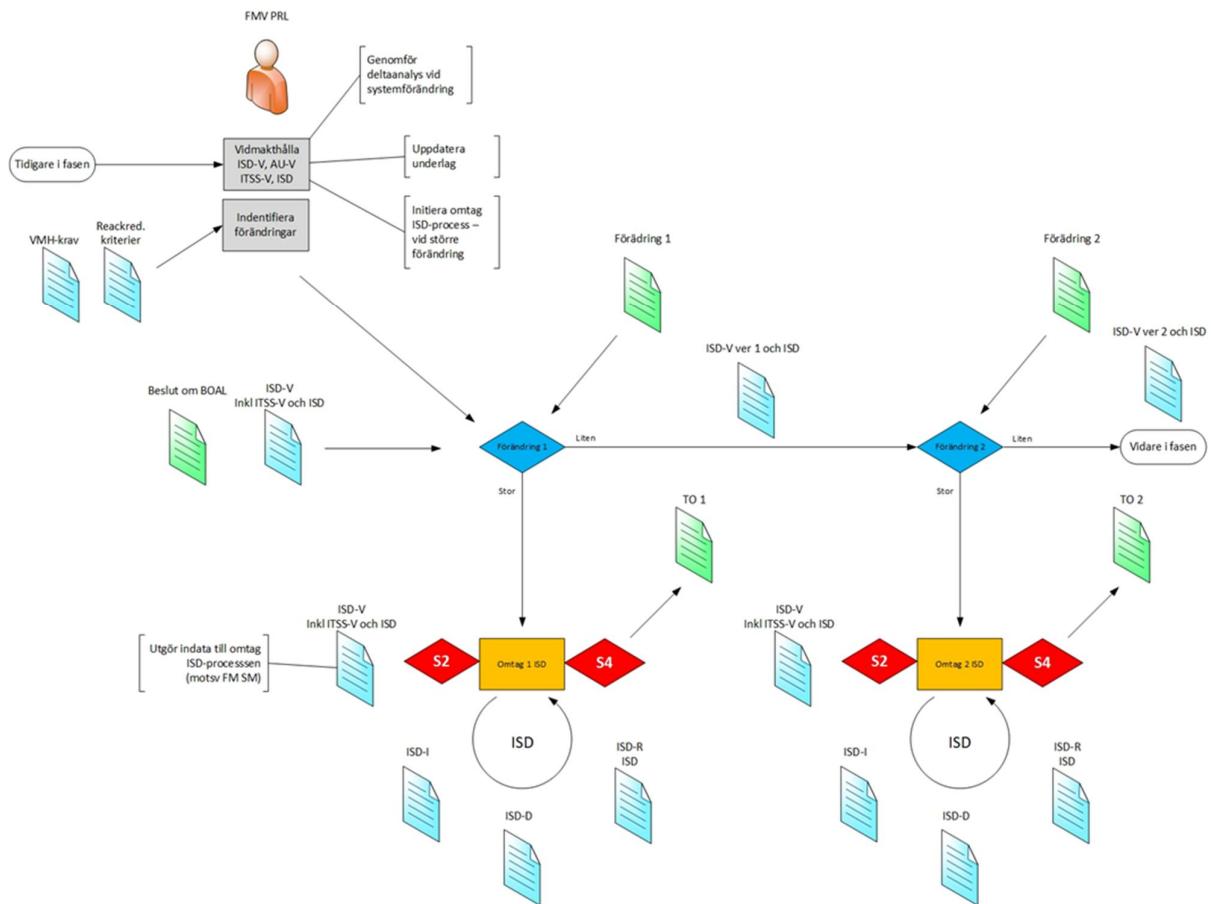 FMV PRL
Genomför
deltaanalys vid
systemförändring
Tidigare i fasen
Vidmakthålla
ISD-V, AU-V
ITSS-V, ISD
Uppdatera
underlag
Indentifiera
förändringar
Initiera omtag
ISD-process –
vid större
förändring
VMH-krav
Reackred.
kriterier
Förädring 1
Förädring 2
ISD-V ver 1 och ISD
ISD-V ver 2 och ISD
Beslut om BOAL
ISD-V
Inkl ITSS-V och ISD
Förändring 1
Liten
Förändring 2
Liten
Vidare i fasen
Stor
Stor
TO 1
TO 2
Utgör indata till omtag
ISD-processsen
(motsv FM SM)
ISD-V
Inkl ITSS-V och ISD
S2
Omtag 1 ISD
S4
ISD-V
Inkl ITSS-V och ISD
S2
Omtag 2 ISD
S4
ISD
ISD-I
ISD-R
ISD
ISD-D
ISD
ISD-I
ISD-R
ISD
ISD-D